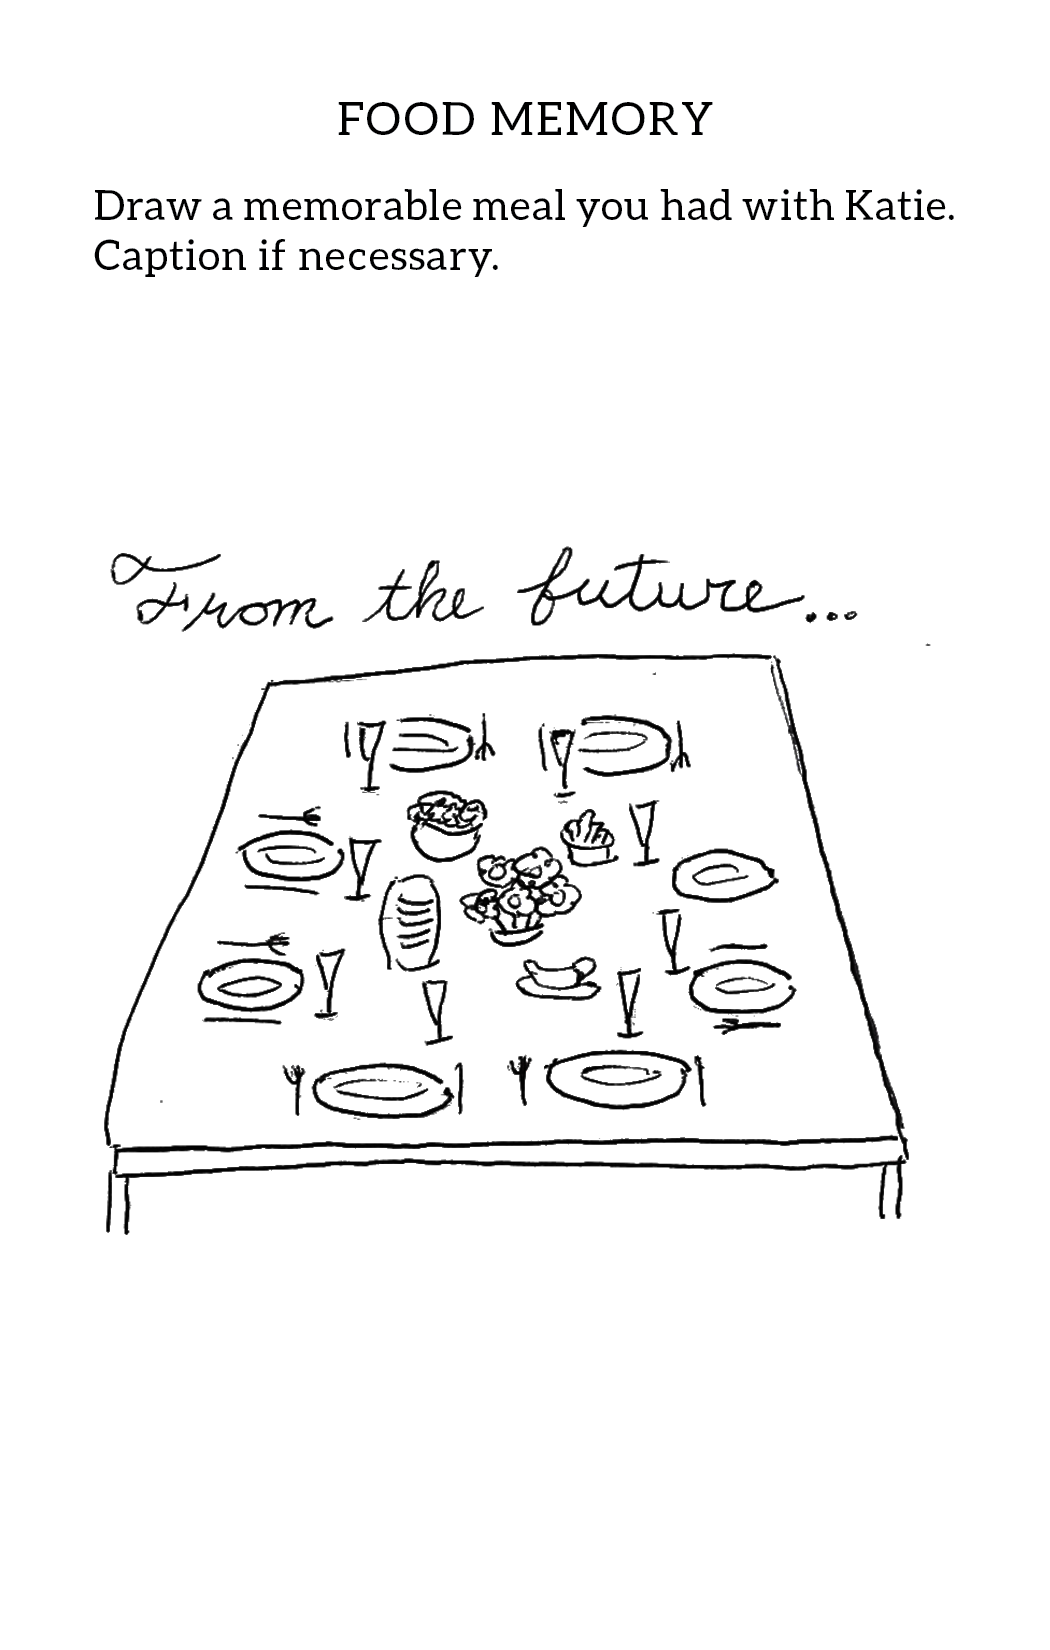 FOOD MEMORY
Draw a memorable meal you had with Katie.
Caption if necessary.
From the future...